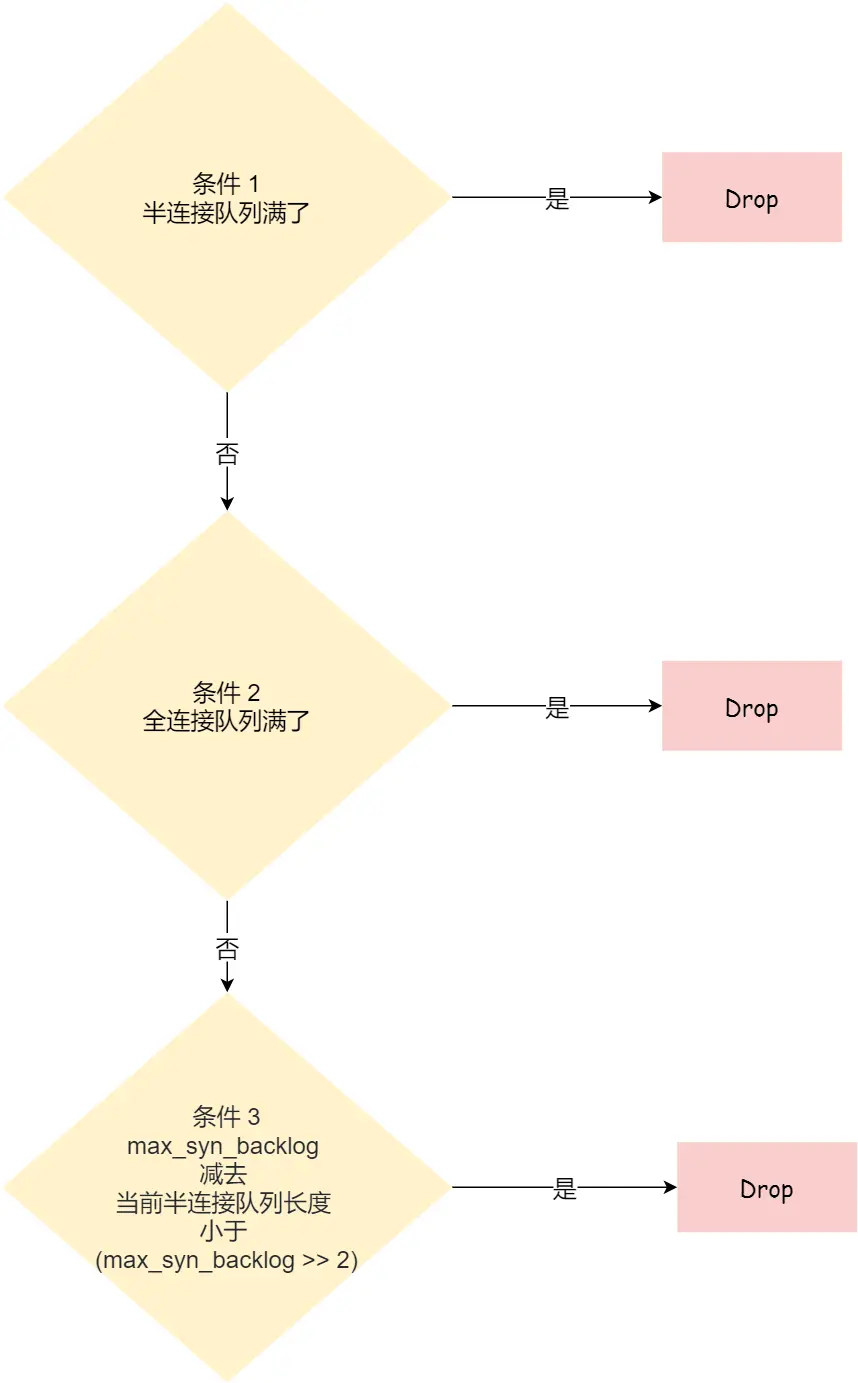 条件 1
半连接队列满了
是
Drop
否
条件 2
全连接队列满了
是
Drop
否
条件 3
max_syn_backlog
减去
当前半连接队列长度
小于
(max_syn_backlog >> 2)
是
Drop